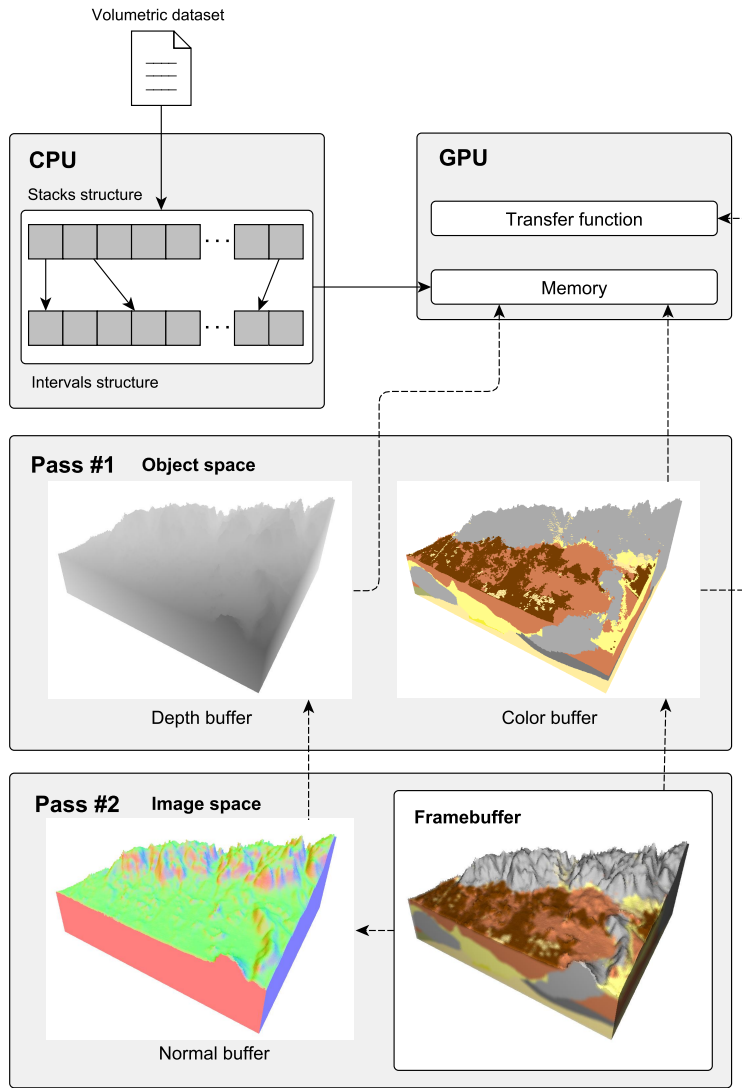 Volumetric dataset
CPU
Stacks structure
. . .
. . .
Intervals structure
GPU
Transfer function
Memory
Pass #1 Object space
Depth buffer
Color buffer
Pass #2 Image space
Framebuffer
Normal buffer